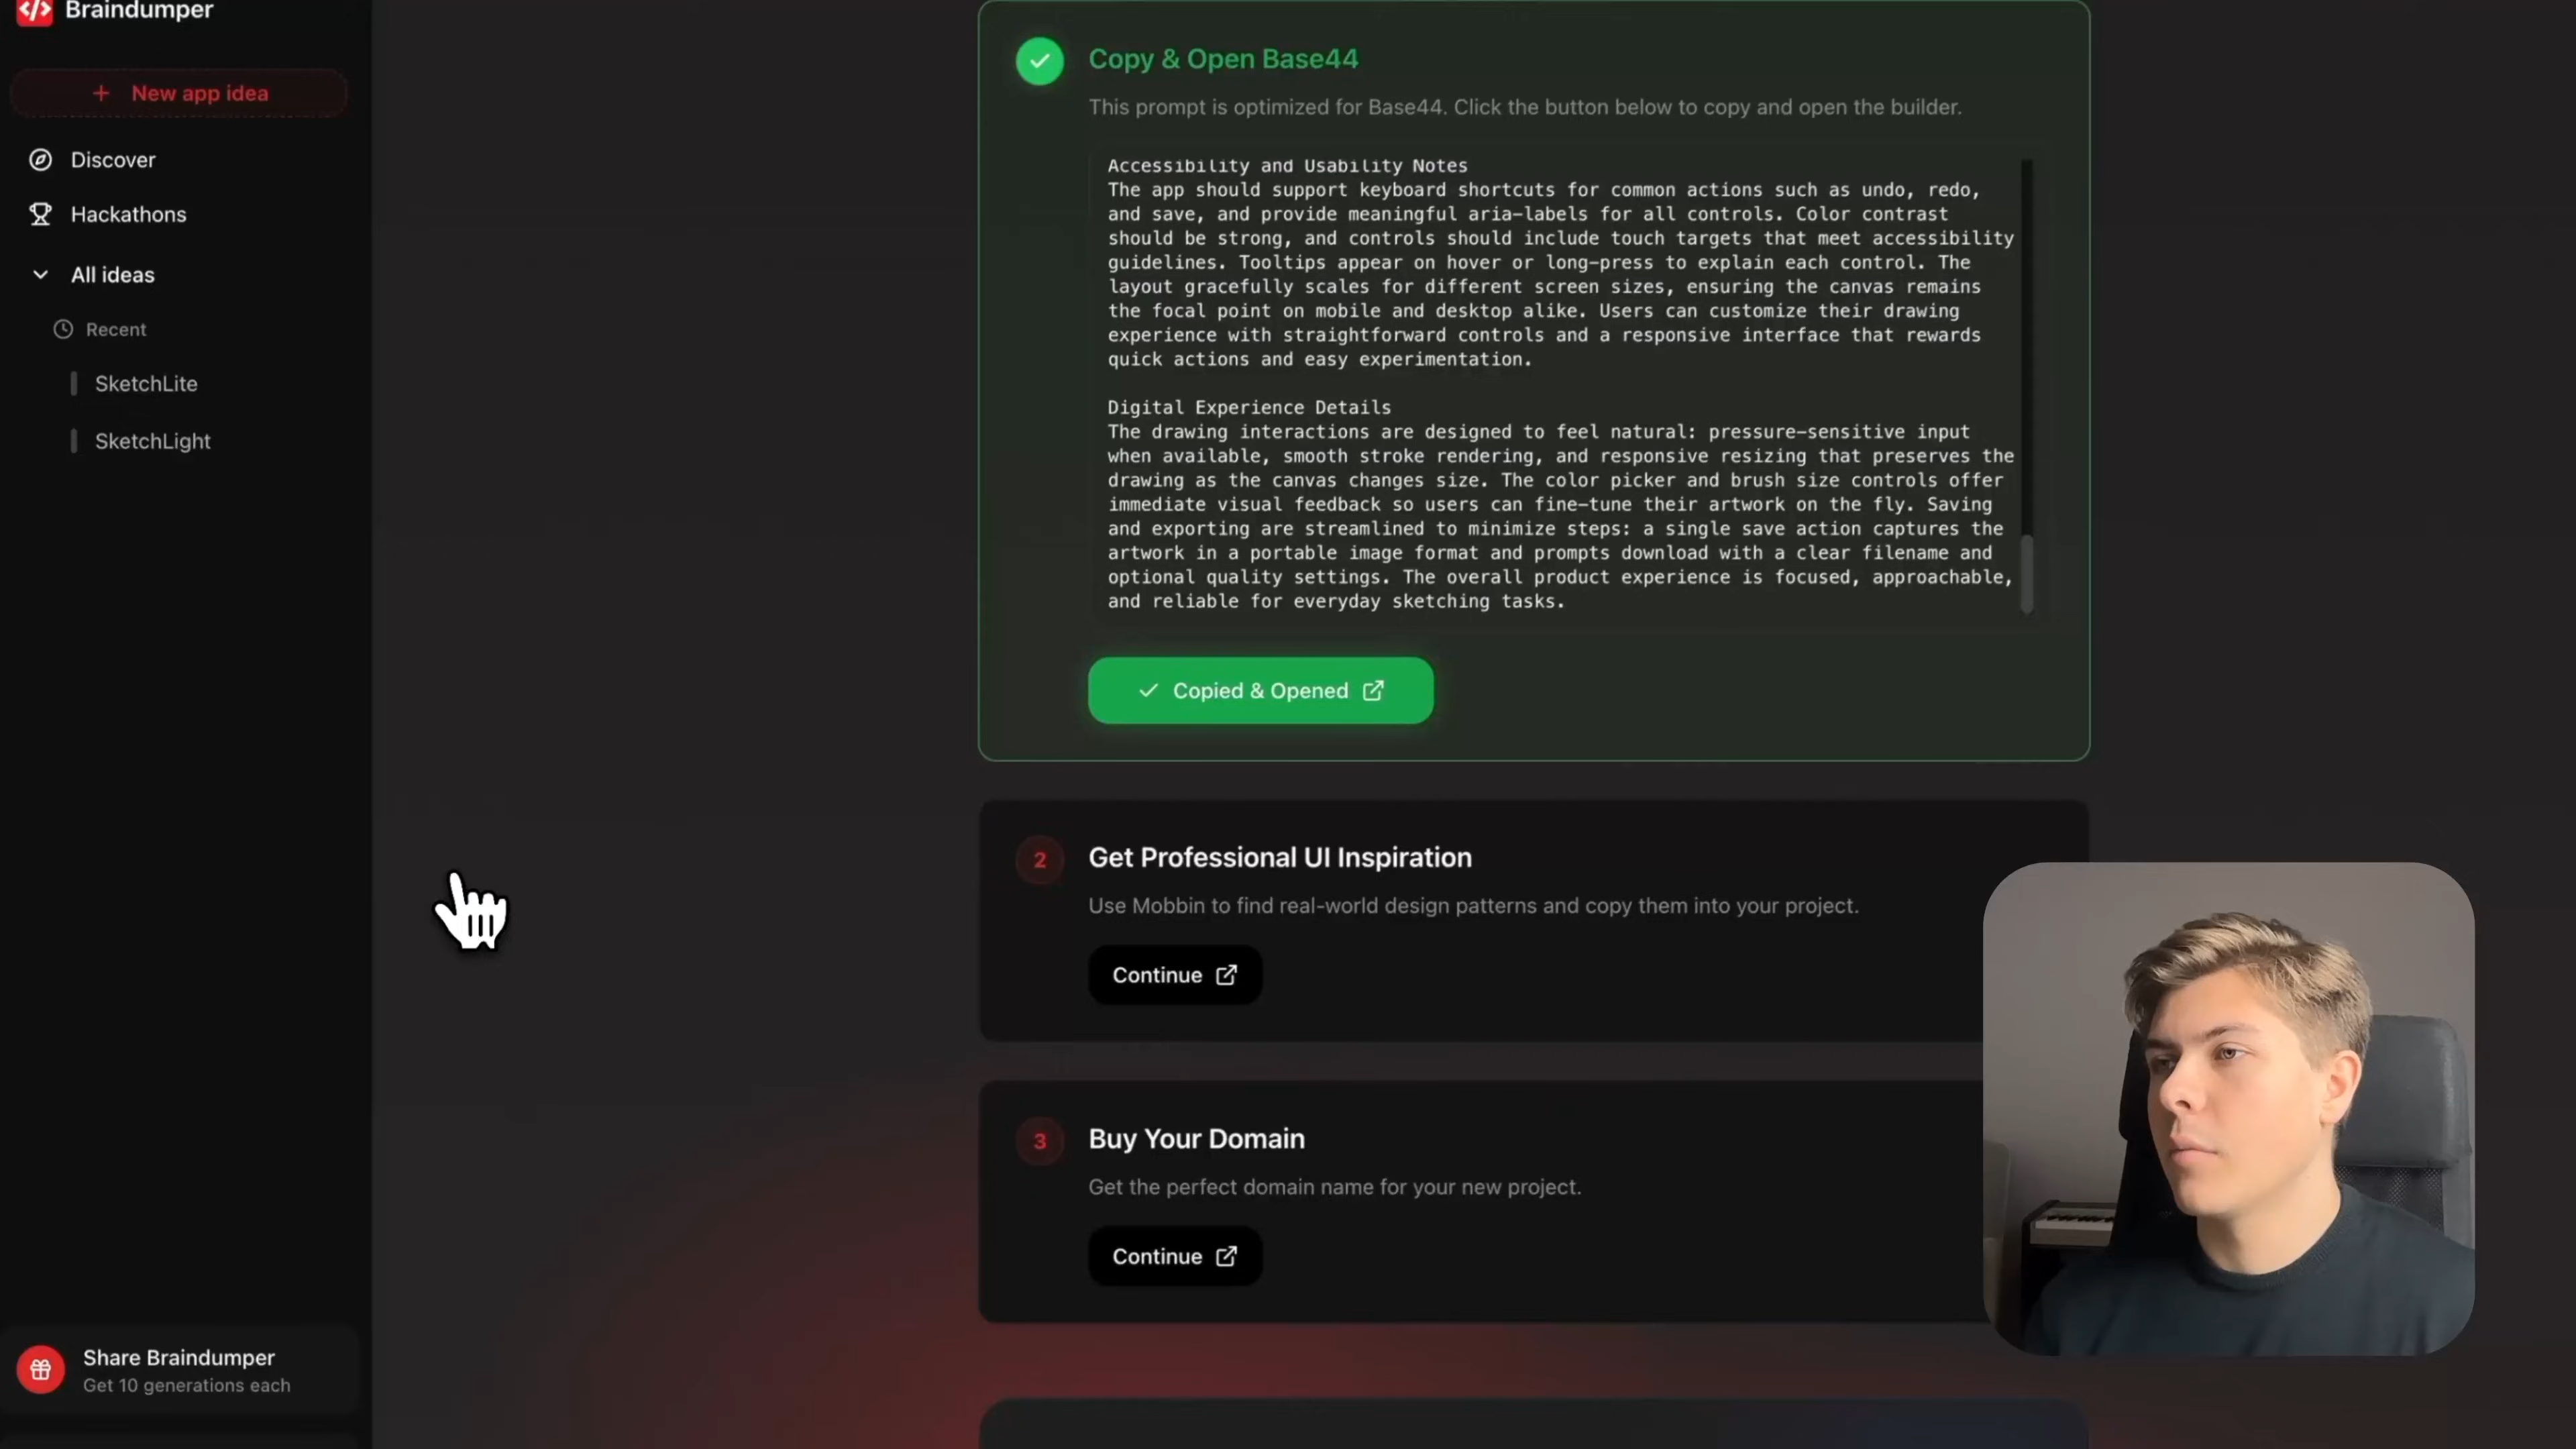 Braindumper
New app idea
Discover
Hackathons
All ideas
Recent
SketchLite
SketchLight
Share Braindumper
Get 10 generations each
Copy & Open Base44
This prompt is optimized for Base44. Click the button below to copy and open the builder.
Accessibility and Usability Notes
The app should support keyboard shortcuts for common actions such as undo, redo,
and save, and provide meaningful aria-labels for all controls. Color contrast
should be strong, and controls should include touch targets that meet accessibility
guidelines. Tooltips appear on hover or long-press to explain each control. The
layout gracefully scales for different screen sizes, ensuring the canvas remains
the focal point on mobile and desktop alike. Users can customize their drawing
experience with straightforward controls and a responsive interface that rewards
quick actions and easy experimentation.
Digital Experience Details
The drawing interactions are designed to feel natural: pressure-sensitive input
when available, smooth stroke rendering, and responsive resizing that preserves the
drawing as the canvas changes size. The color picker and brush size controls offer
immediate visual feedback so users can fine-tune their artwork on the fly. Saving
and exporting are streamlined to minimize steps: a single save action captures the
artwork in a portable image format and prompts download with a clear filename and
optional quality settings. The overall product experience is focused, approachable,
and reliable for everyday sketching tasks.
Copied & Opened
2
Get Professional UI Inspiration
Use Mobbin to find real-world design patterns and copy them into your project.
Continue
3
Buy Your Domain
Get the perfect domain name for your new project.
Continue